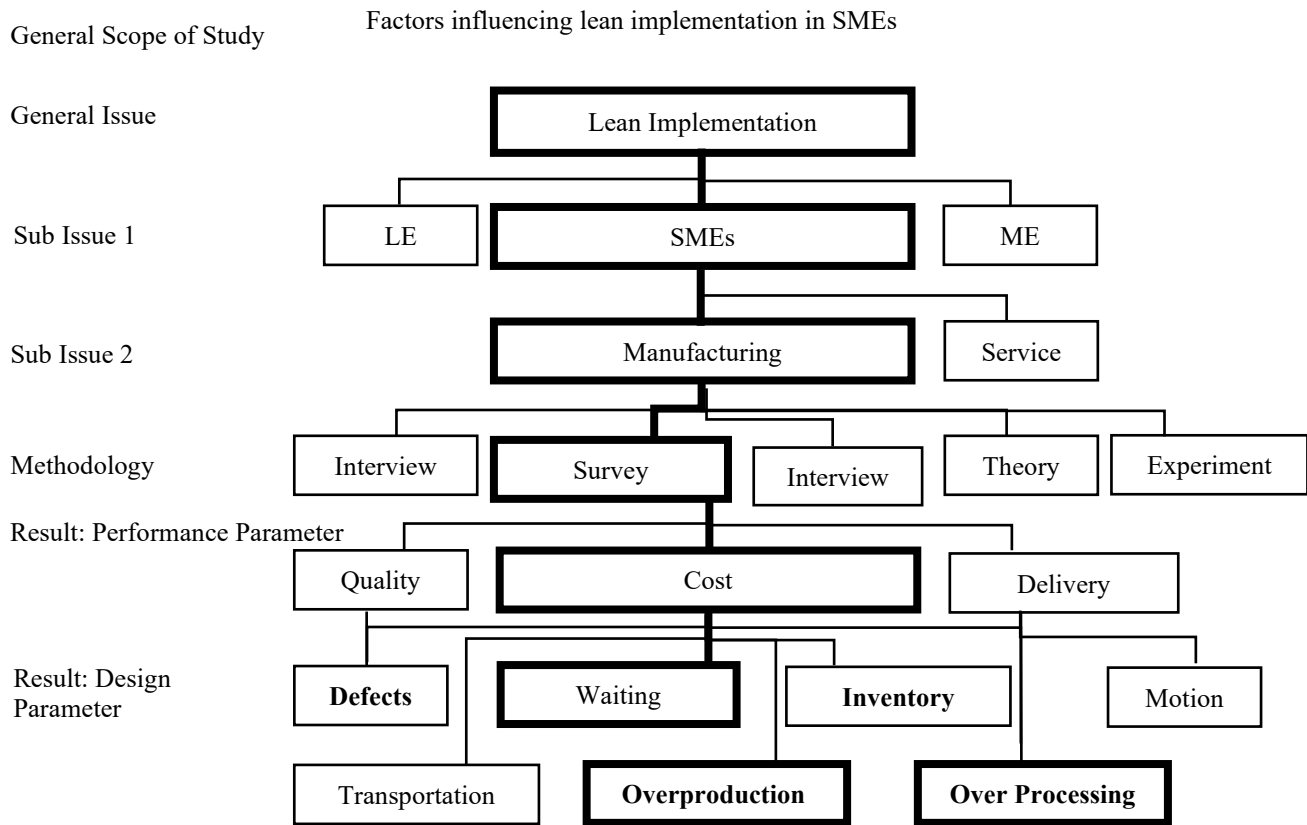 Factors influencing lean implementation in SMEs
General Scope of Study
General Issue
Lean Implementation
Sub Issue 1
LE
SMEs
ME
Sub Issue 2
Manufacturing
Service
Methodology
Interview
Survey
Interview
Theory
Experiment
Result: Performance Parameter
Quality
Cost
Delivery
Result: Design
Parameter
Defects
Waiting
Inventory
Motion
Transportation
Overproduction
Over Processing